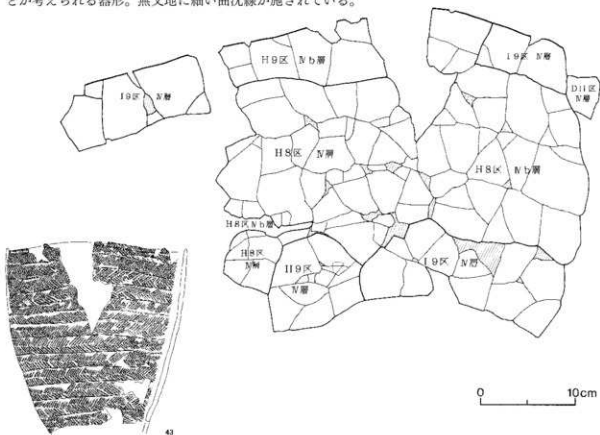 とが考えられる器形。無文地に細い曲沈線が施されている。
H9区 Ⅳb層
I9区 Ⅳ層
I9区 Ⅳ層
D11区 Ⅳ層
H8区 Ⅳ層
H8区 Ⅳb層
H8区 Ⅳb層
H8区 Ⅳ層
H9区 Ⅳ層
I9区 Ⅳ層
43
0 10cm